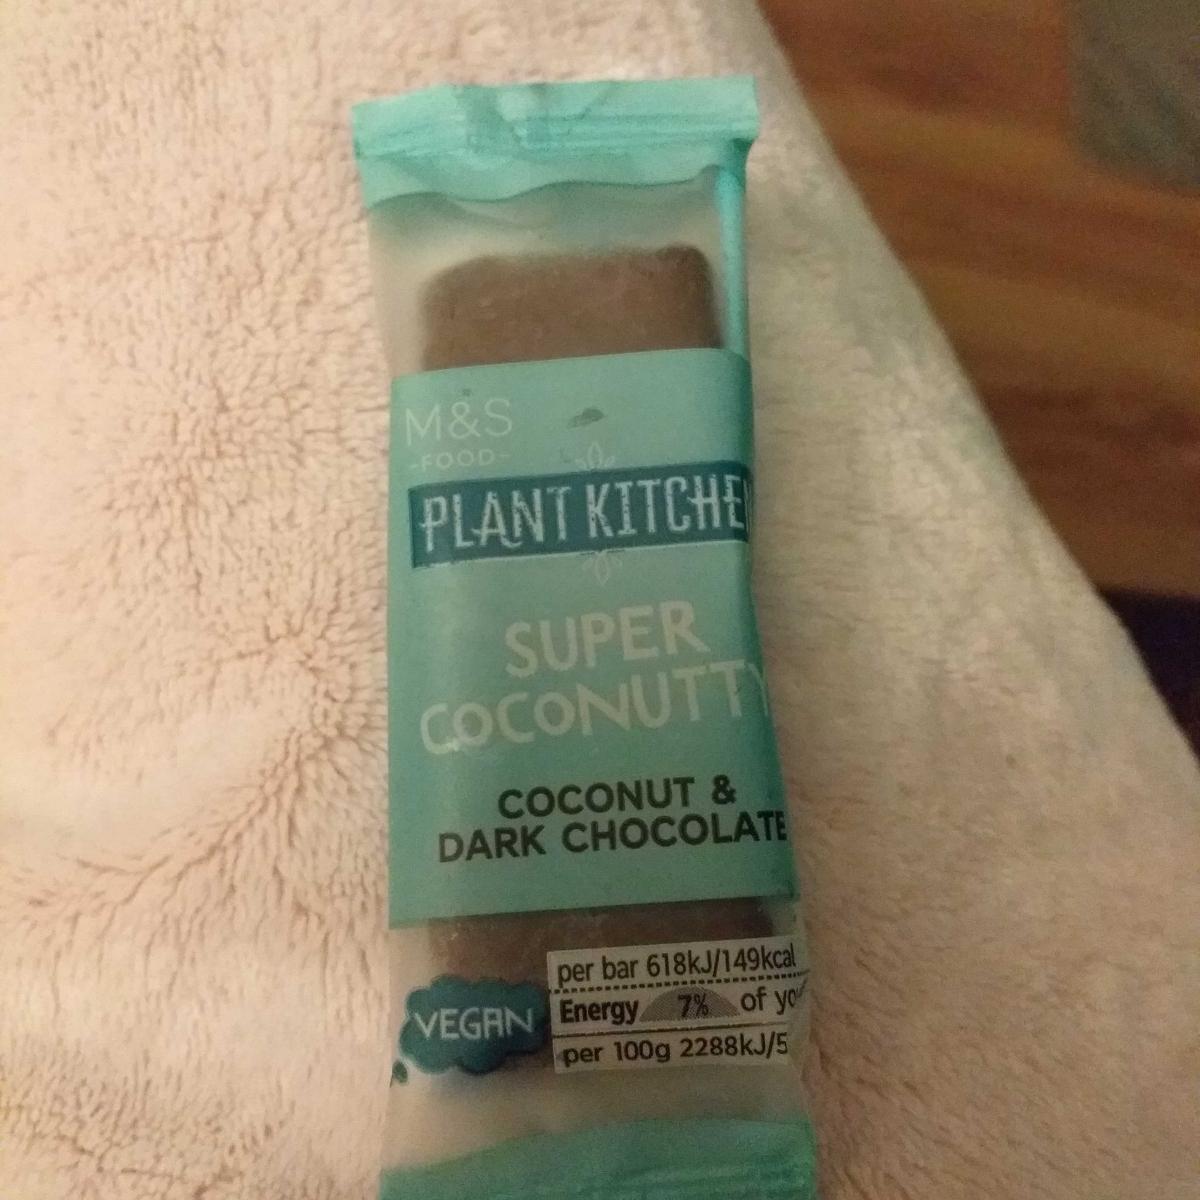 M&S
-FOOD-
PLANT KITCHEN
SUPER
COCONUTTY
COCONUT &
DARK CHOCOLATE
VEGAN
per bar 618kJ/149kcal
Energy 7% of you
per 100g 2288kJ/5